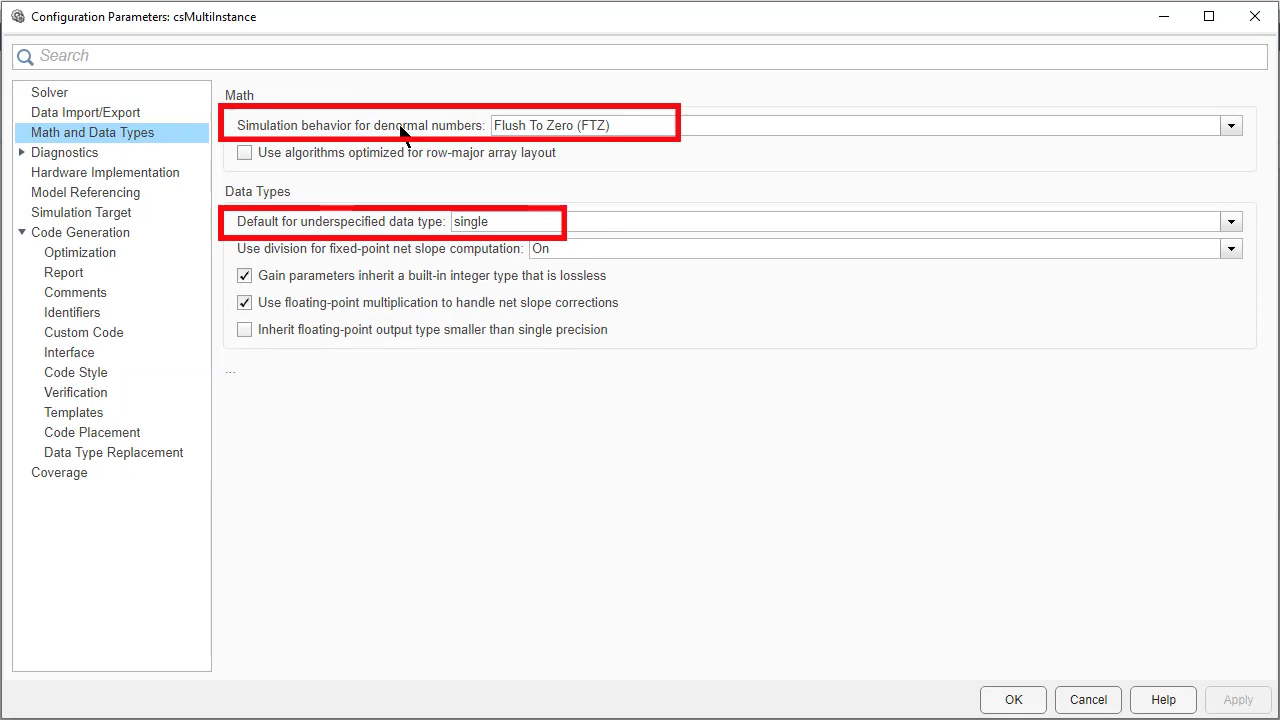 Configuration Parameters: csMultiInstance
Search
Solver
Data Import/Export
Math and Data Types
Diagnostics
Hardware Implementation
Model Referencing
Simulation Target
Code Generation
Optimization
Report
Comments
Identifiers
Custom Code
Interface
Code Style
Verification
Templates
Code Placement
Data Type Replacement
Coverage
Math
Simulation behavior for denormal numbers: Flush To Zero (FTZ)
Use algorithms optimized for row-major array layout
Data Types
Default for underspecified data type: single
Use division for fixed-point net slope computation: On
Gain parameters inherit a built-in integer type that is lossless
Use floating-point multiplication to handle net slope corrections
Inherit floating-point output type smaller than single precision
...
OK Cancel Help Apply